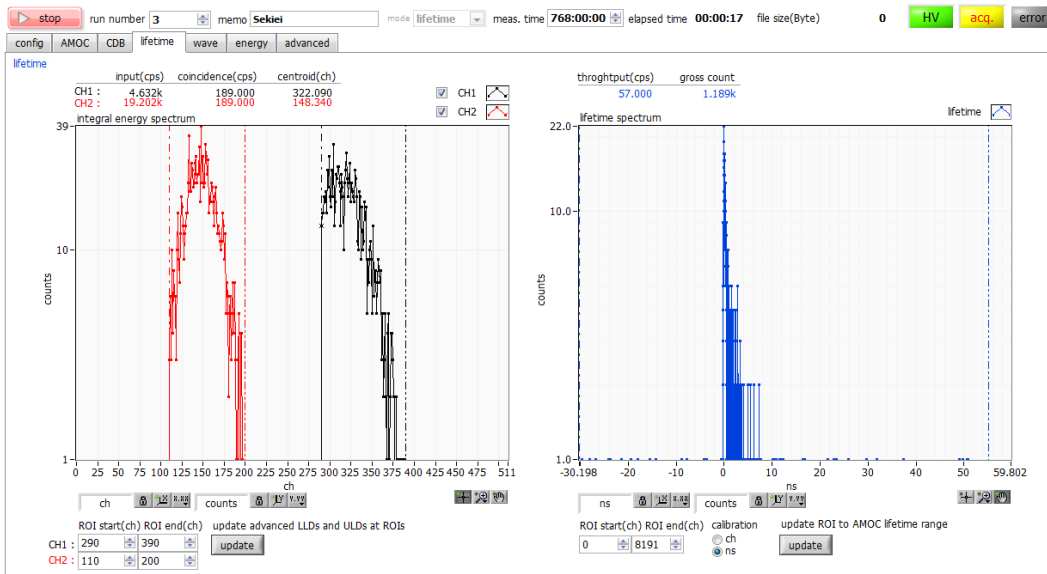 stop run number 3 memo Sekiei mode lifetime meas. time 768:00:00 elapsed time 00:00:17 file size(Byte) 0 HV acq. error
config AMOC CDB lifetime wave energy advanced
lifetime
input(cps) coincidence(cps) centroid(ch)
CH1 : 4.632k 189.000 322.090
CH2 : 19.202k 189.000 148.340
CH1
CH2
integral energy spectrum
39
10
1
counts
0 25 50 75 100 125 150 175 200 225 250 275 300 325 350 375 400 425 450 475 511
ch
ch X.XX counts Y.YY
ROI start(ch) ROI end(ch) update advanced LLDs and ULDs at ROIs
CH1 : 290 390 update
CH2 : 110 200
throghtput(cps) gross count
57.000 1.189k
lifetime
lifetime spectrum
22.0
10.0
1.0
counts
-30.198 -20 -10 0 10 20 30 40 50 59.802
ns
ns X.XX counts Y.YY
ROI start(ch) ROI end(ch) calibration update ROI to AMOC lifetime range
0 8191 ch
ns
update